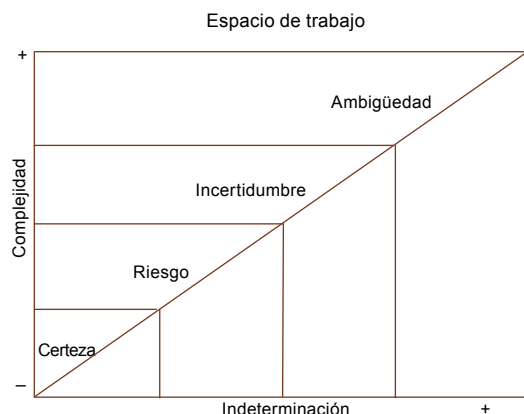 Espacio de trabajo
+
Ambigüedad
Incertidumbre
Complejidad
Riesgo
Certeza
–
Indeterminación
+